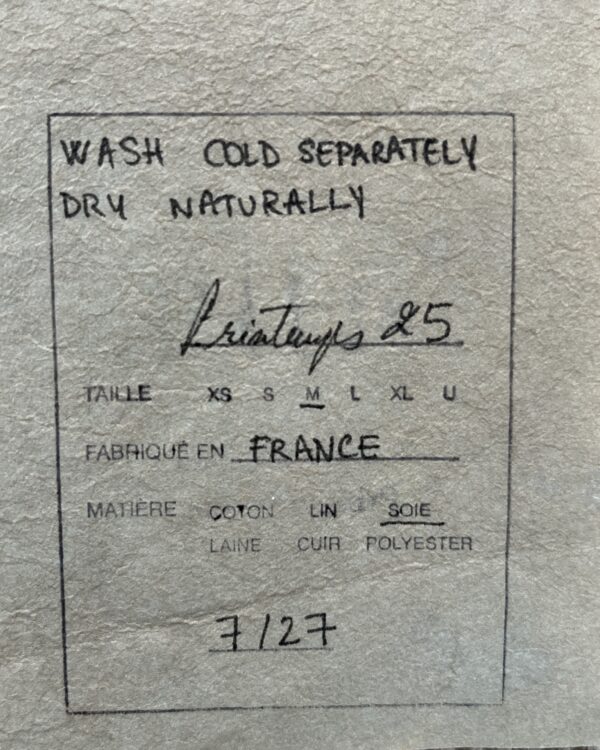 WASH COLD SEPARATELY
DRY NATURALLY
Printemps 25
TAILLE XS S M L XL U
FABRIQUÉ EN FRANCE
MATIÈRE COTON LIN SOIE
LAINE CUIR POLYESTER
7/27